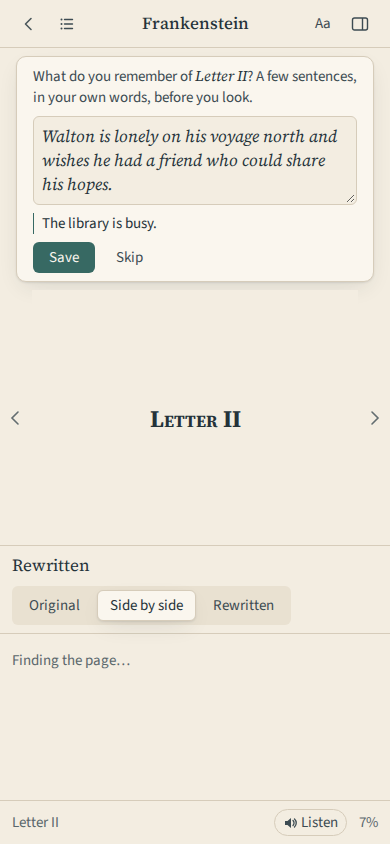 Frankenstein
Aa
What do you remember of Letter II? A few sentences,
in your own words, before you look.
Walton is lonely on his voyage north and
wishes he had a friend who could share
his hopes.
The library is busy.
Save Skip
Letter II
Rewritten
Original Side by side Rewritten
Finding the page…
Letter II Listen 7%